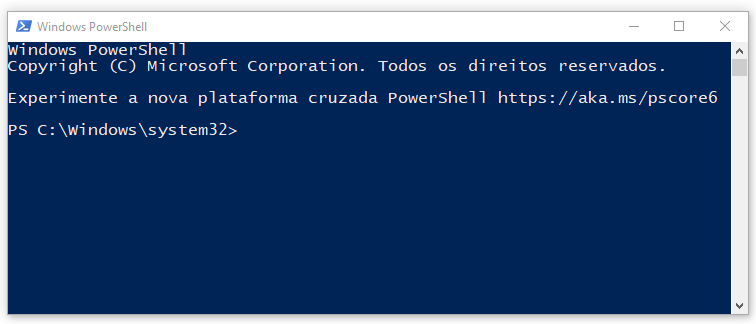 Windows PowerShell
Windows PowerShell
Copyright (C) Microsoft Corporation. Todos os direitos reservados.
Experimente a nova plataforma cruzada PowerShell https://aka.ms/pscore6
PS C:\Windows\system32>